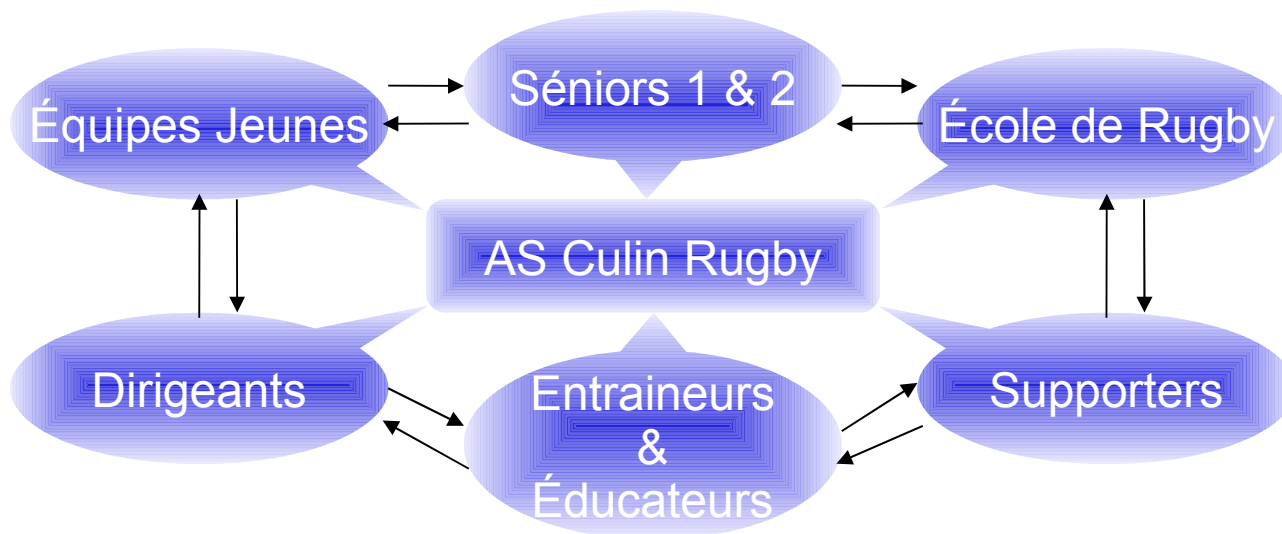 Séniors 1 & 2
Équipes Jeunes
École de Rugby
AS Culin Rugby
Dirigeants
Entraineurs
&
Éducateurs
Supporters